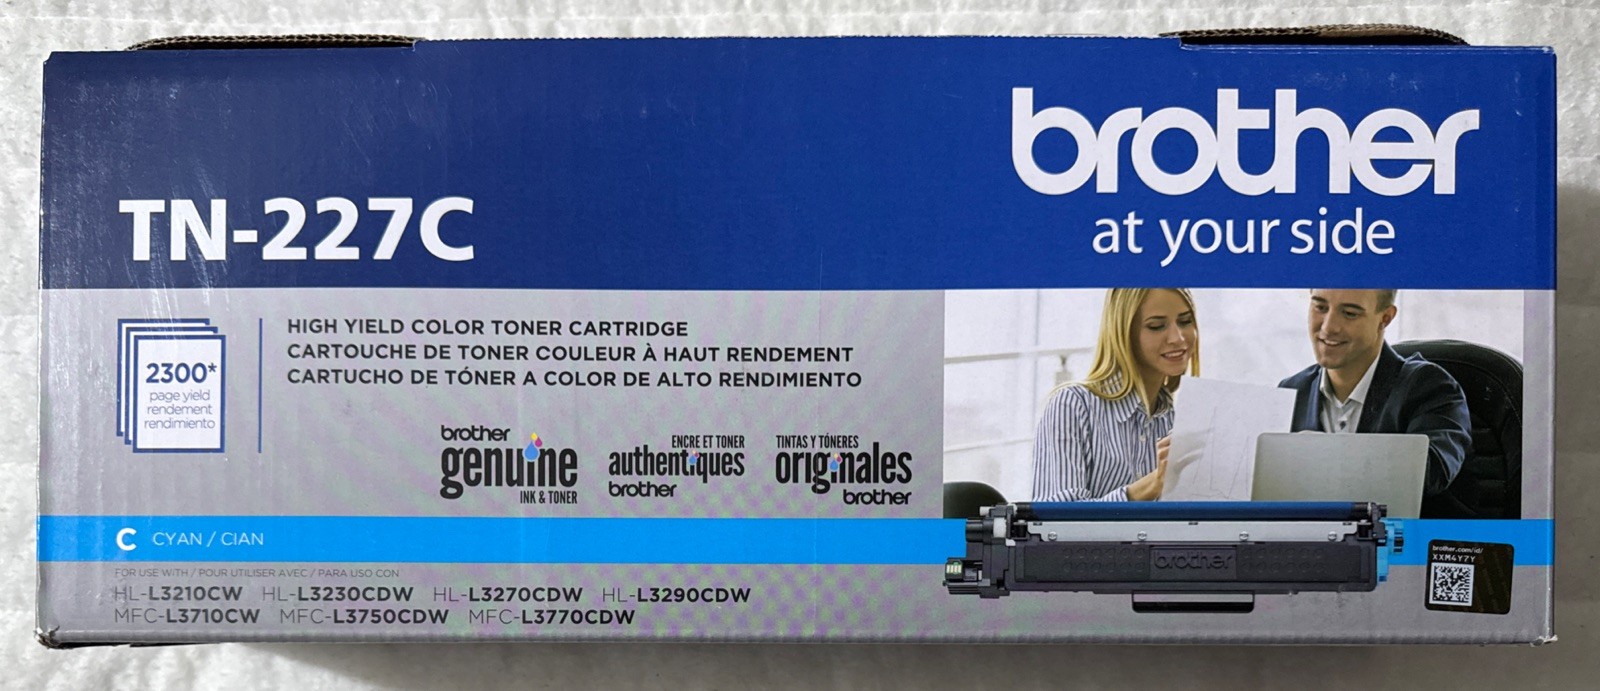 brother
at your side
TN-227C
2300*
page yield
rendement
rendimiento
HIGH YIELD COLOR TONER CARTRIDGE
CARTOUCHE DE TONER COULEUR À HAUT RENDEMENT
CARTUCHO DE TÓNER A COLOR DE ALTO RENDIMIENTO
brother
genuine
INK & TONER
ENCRE ET TONER
authentiques
brother
TINTAS Y TÓNERES
originales
brother
C CYAN / CIAN
FOR USE WITH / POUR UTILISER AVEC / PARA USO CON
HL-L3210CW HL-L3230CDW HL-L3270CDW HL-L3290CDW
MFC-L3710CW MFC-L3750CDW MFC-L3770CDW
brother
brother.com/id/
XXM4Y7Y